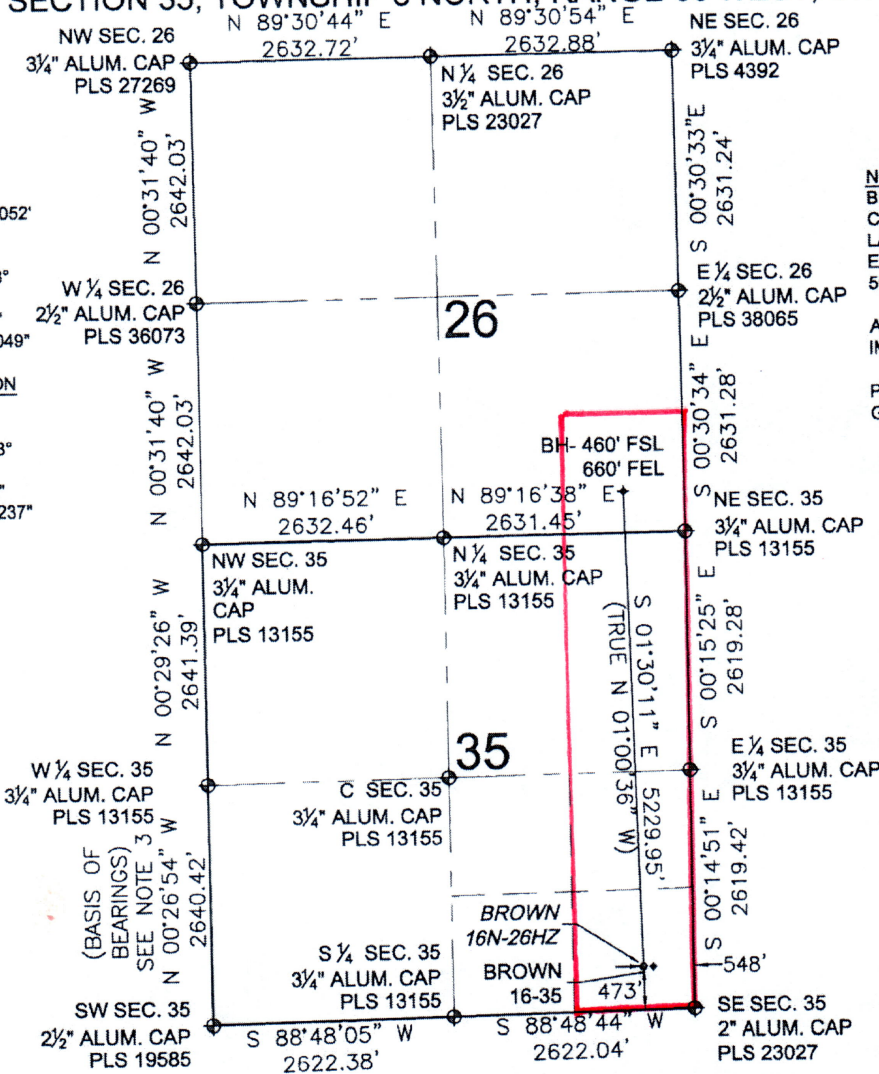 N 89°30'44" E
2632.72'
N 89°30'54" E
2632.88'
NW SEC. 26
3¼" ALUM. CAP
PLS 27269
N ¼ SEC. 26
3½" ALUM. CAP
PLS 23027
NE SEC. 26
3¼" ALUM. CAP
PLS 4392
N 00°31'40" W
2642.03'
S 00°30'33"E
2631.24'
W ¼ SEC. 26
2½" ALUM. CAP
PLS 36073
26
E ¼ SEC. 26
2½" ALUM. CAP
PLS 38065
N 00°31'40" W
2642.03'
S 00°30'34" E
2631.28'
BH- 460' FSL
660' FEL
N 89°16'52" E
2632.46'
N 89°16'38" E
2631.45'
NW SEC. 35
3¼" ALUM.
CAP
PLS 13155
N ¼ SEC. 35
3¼" ALUM. CAP
PLS 13155
NE SEC. 35
3¼" ALUM. CAP
PLS 13155
N 00°29'26" W
2641.39'
S 01°30'11" E 5229.95'
(TRUE N 01°00'36" W)
S 00°15'25" E
2619.28'
35
W ¼ SEC. 35
3¼" ALUM. CAP
PLS 13155
C SEC. 35
3¼" ALUM. CAP
PLS 13155
E ¼ SEC. 35
3¼" ALUM. CAP
PLS 13155
(BASIS OF
BEARINGS)
SEE NOTE 3
N 00°26'54" W
2640.42'
S 00°14'51" E
2619.42'
BROWN
16N-26HZ
BROWN
16-35
473'
548'
S ¼ SEC. 35
3¼" ALUM. CAP
PLS 13155
SW SEC. 35
2½" ALUM. CAP
PLS 19585
S 88°48'05" W
2622.38'
S 88°48'44" W
2622.04'
SE SEC. 35
2" ALUM. CAP
PLS 23027